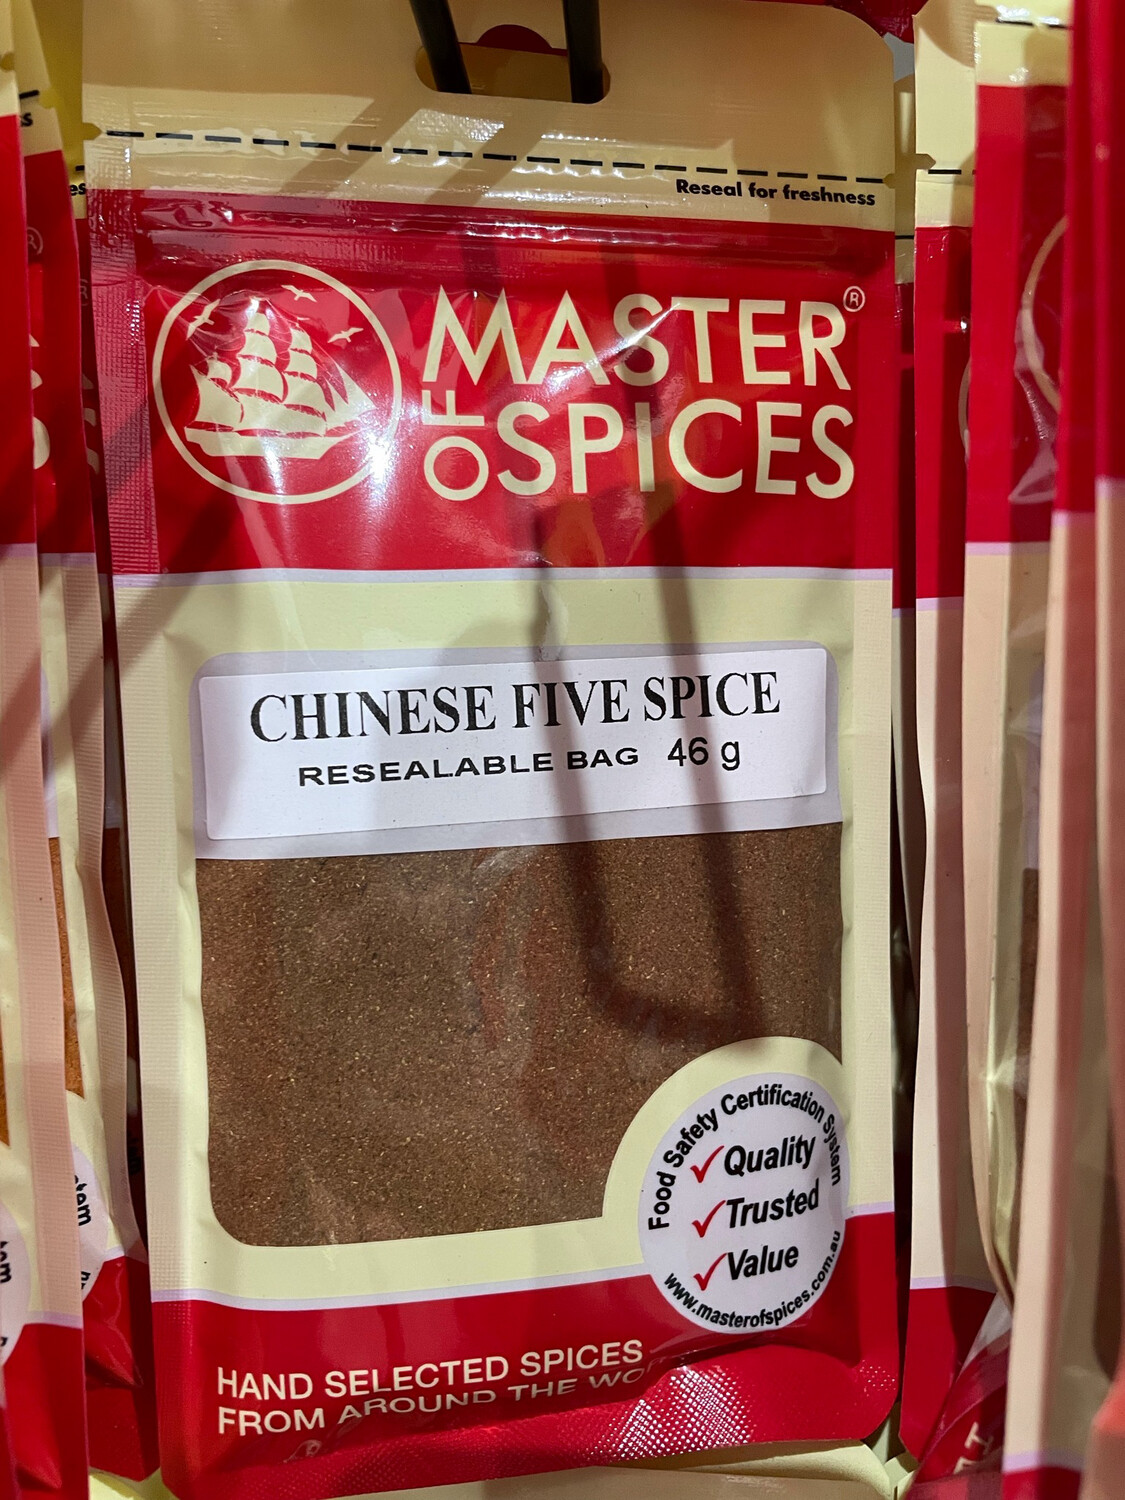 Reseal for freshness
MASTER®
OF
SPICES
CHINESE FIVE SPICE
RESEALABLE BAG 46 g
Food Safety Certification System
Quality
Trusted
Value
www.masterofspices.com.au
HAND SELECTED SPICES
FROM AROUND THE